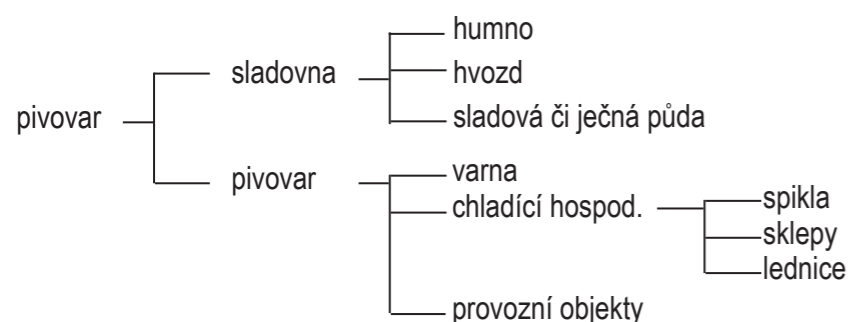 humno
sladovna
hvozd
pivovar
sladová či ječná půda
pivovar
varna
chladící hospod.
spikla
sklepy
lednice
provozní objekty